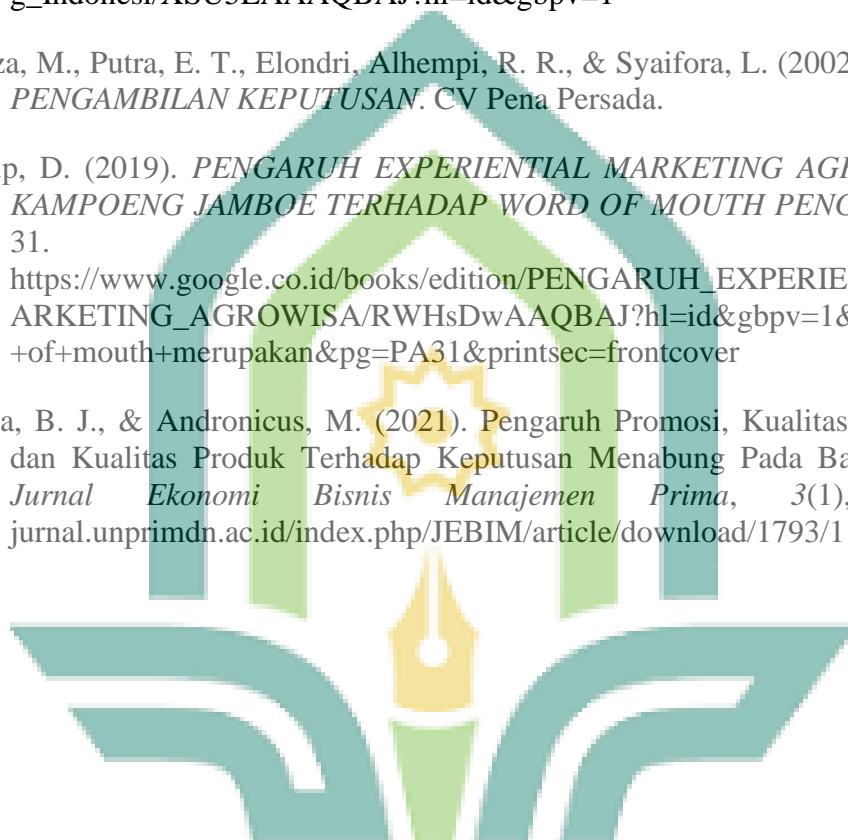 g_Indonesi/ASU5EAAAQBAJ?hl=id&gbpv=1
za, M., Putra, E. T., Elondri, Alhempi, R. R., & Syaifora, L. (2002
PENGAMBILAN KEPUTUSAN. CV Pena Persada.
p, D. (2019). PENGARUH EXPERIENTIAL MARKETING AGR
KAMPOENG JAMBOE TERHADAP WORD OF MOUTH PENG
31.
https://www.google.co.id/books/edition/PENGARUH_EXPERIE
ARKETING_AGROWISA/RWHsDwAAQBAJ?hl=id&gbpv=1&
+of+mouth+merupakan&pg=PA31&printsec=frontcover
a, B. J., & Andronicus, M. (2021). Pengaruh Promosi, Kualitas
dan Kualitas Produk Terhadap Keputusan Menabung Pada Ba
Jurnal Ekonomi Bisnis Manajemen Prima, 3(1),
jurnal.unprimdn.ac.id/index.php/JEBIM/article/download/1793/1